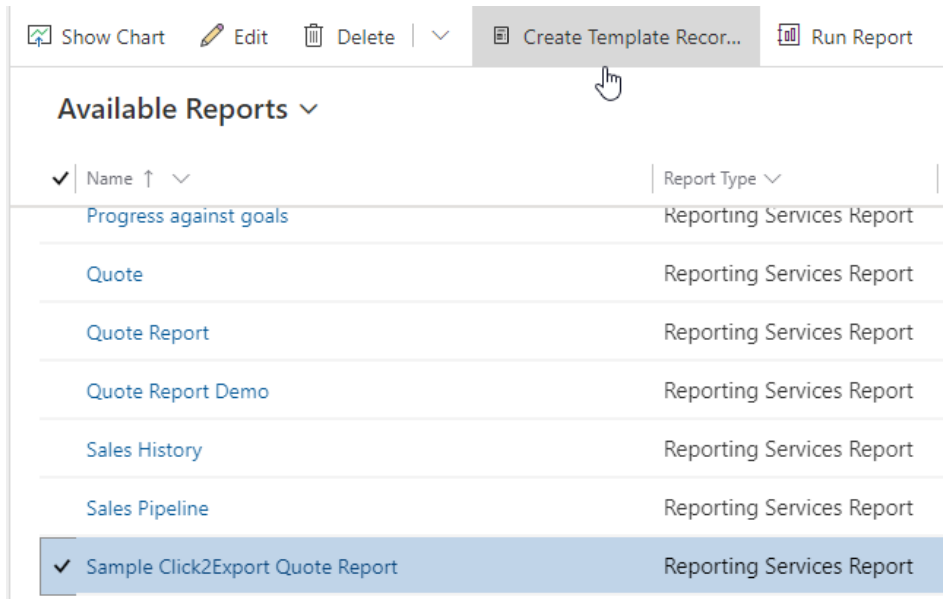 Show Chart Edit Delete Create Template Recor... Run Report
Available Reports
Name Report Type
Progress against goals Reporting Services Report
Quote Reporting Services Report
Quote Report Reporting Services Report
Quote Report Demo Reporting Services Report
Sales History Reporting Services Report
Sales Pipeline Reporting Services Report
Sample Click2Export Quote Report Reporting Services Report